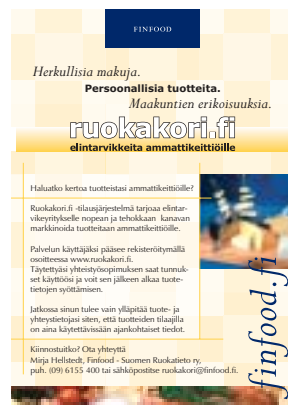 FINFOOD
Herkullisia makuja.
Persoonallisia tuotteita.
Maakuntien erikoisuuksia.
ruokakori.fi
elintarvikkeita ammattikeittiöille
Haluatko kertoa tuotteistasi ammattikeittiöille?
Ruokakori.fi -tilausjärjestelmä tarjoaa elintar-
vikeyritykselle nopean ja tehokkaan kanavan
markkinoida tuotteitaan ammattikeittiöille.
Palvelun käyttäjäksi pääsee rekisteröitymällä
osoitteessa www.ruokakori.fi.
Täytettyäsi yhteistyösopimuksen saat tunnuk-
set käyttöösi ja voit sen jälkeen alkaa tuote-
tietojen syöttämisen.
Jatkossa sinun tulee vain ylläpitää tuote- ja
yhteystietojasi siten, että tuotteiden tilaajilla
on aina käytettävissään ajankohtaiset tiedot.
Kiinnostuitko? Ota yhteyttä
Mirja Hellstedt, Finfood - Suomen Ruokatieto ry,
puh. (09) 6155 400 tai sähköpostitse ruokakori@finfood.fi.
finfood.fi